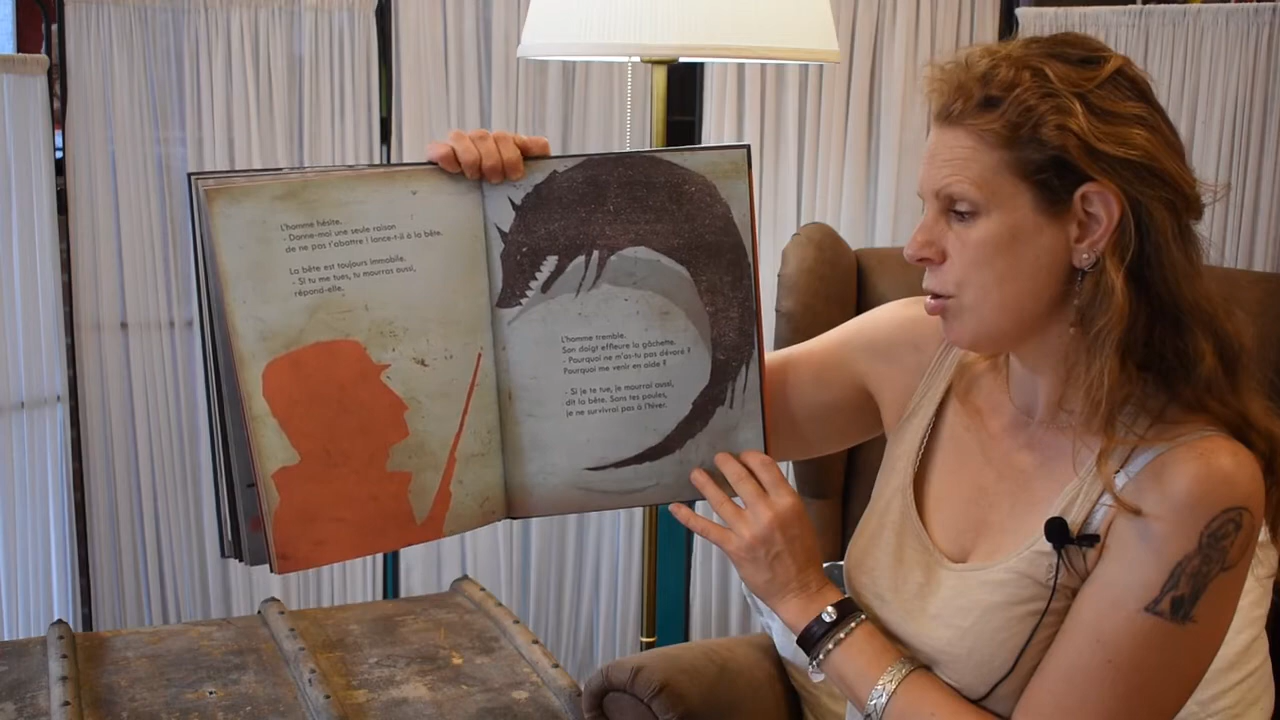 L'homme hésite.
- Donne-moi une seule raison
de ne pas t'abattre ! lance-t-il à la bête.
La bête est toujours immobile.
- Si tu me tues, tu mourras aussi,
répond-elle.
L'homme tremble.
Son doigt effleure la gâchette.
- Pourquoi ne m'as-tu pas dévoré ?
Pourquoi me venir en aide ?
- Si je te tue, je mourrai aussi,
dit la bête. Sans tes poules,
je ne survivrai pas à l'hiver.